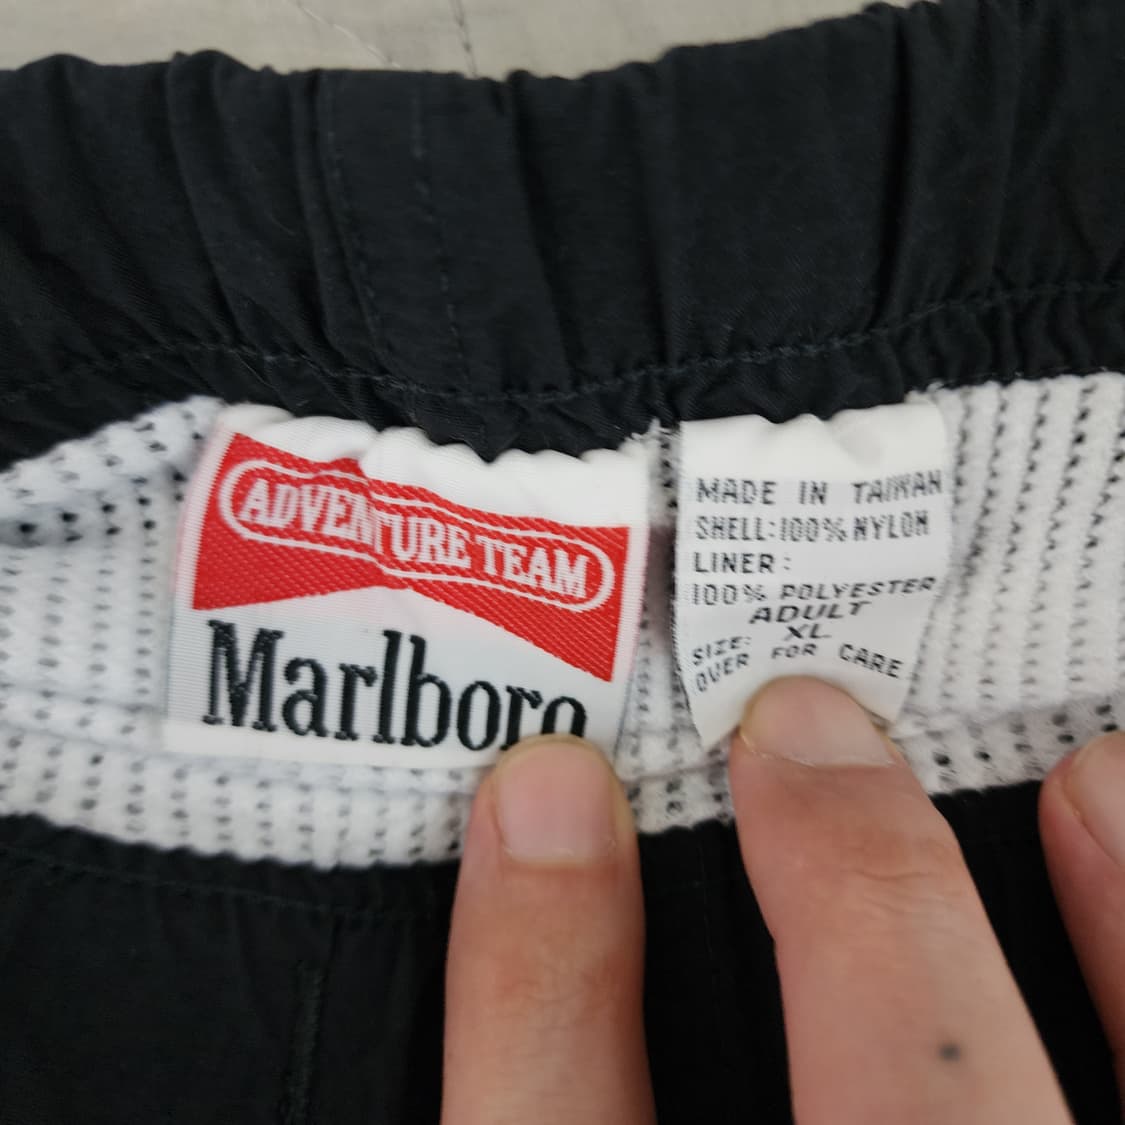 ADVENTURE TEAM
Marlboro
MADE IN TAIWAN
SHELL:100% NYLON
LINER:
100% POLYESTER
ADULT
XL
SIZE:
OVER FOR CARE